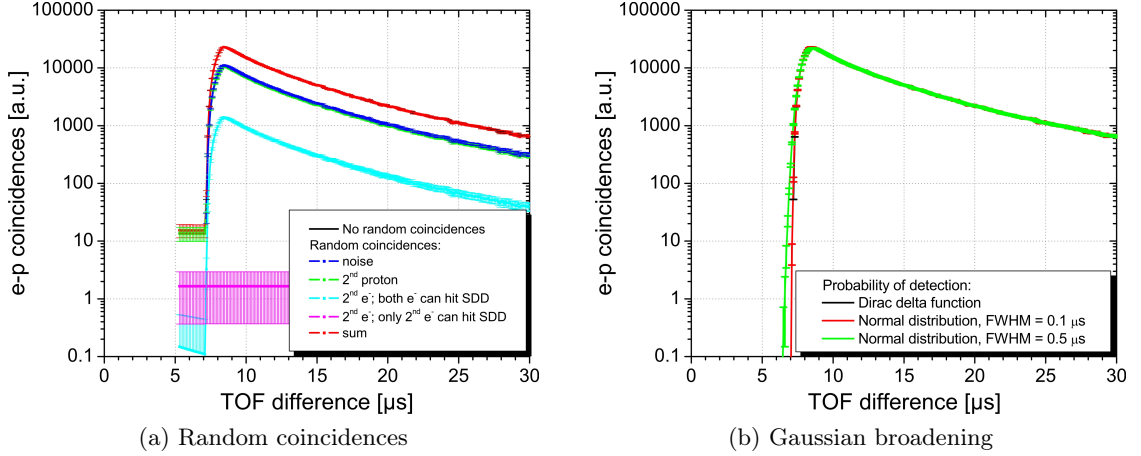 100000
10000
1000
100
10
1
0.1
e-p coincidences [a.u.]
0 5 10 15 20 25 30
TOF difference [µs]
No random coincidences
Random coincidences:
noise
2nd proton
2nd e-; both e- can hit SDD
2nd e-; only 2nd e- can hit SDD
sum
(a) Random coincidences
100000
10000
1000
100
10
1
0.1
e-p coincidences [a.u.]
0 5 10 15 20 25 30
TOF difference [µs]
Probability of detection:
Dirac delta function
Normal distribution, FWHM = 0.1 µs
Normal distribution, FWHM = 0.5 µs
(b) Gaussian broadening